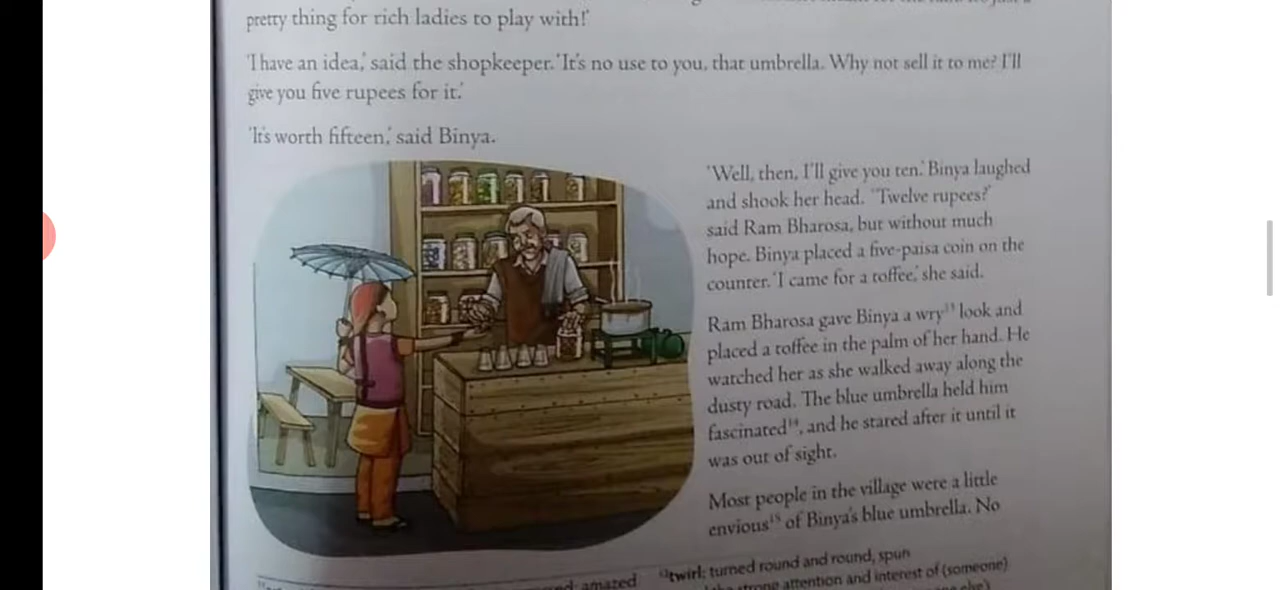 pretty thing for rich ladies to play with!'
'I have an idea,' said the shopkeeper. 'It's no use to you, that umbrella. Why not sell it to me? I'll
give you five rupees for it.'
'It's worth fifteen,' said Binya.
'Well, then, I'll give you ten.' Binya laughed
and shook her head. 'Twelve rupees?'
said Ram Bharosa, but without much
hope. Binya placed a five-paisa coin on the
counter. 'I came for a toffee,' she said.
Ram Bharosa gave Binya a wry¹³ look and
placed a toffee in the palm of her hand. He
watched her as she walked away along the
dusty road. The blue umbrella held him
fascinated¹⁴, and he stared after it until it
was out of sight.
Most people in the village were a little
envious¹⁵ of Binya's blue umbrella. No
amazed
twirl: turned round and round, spun
strong attention and interest of (someone)